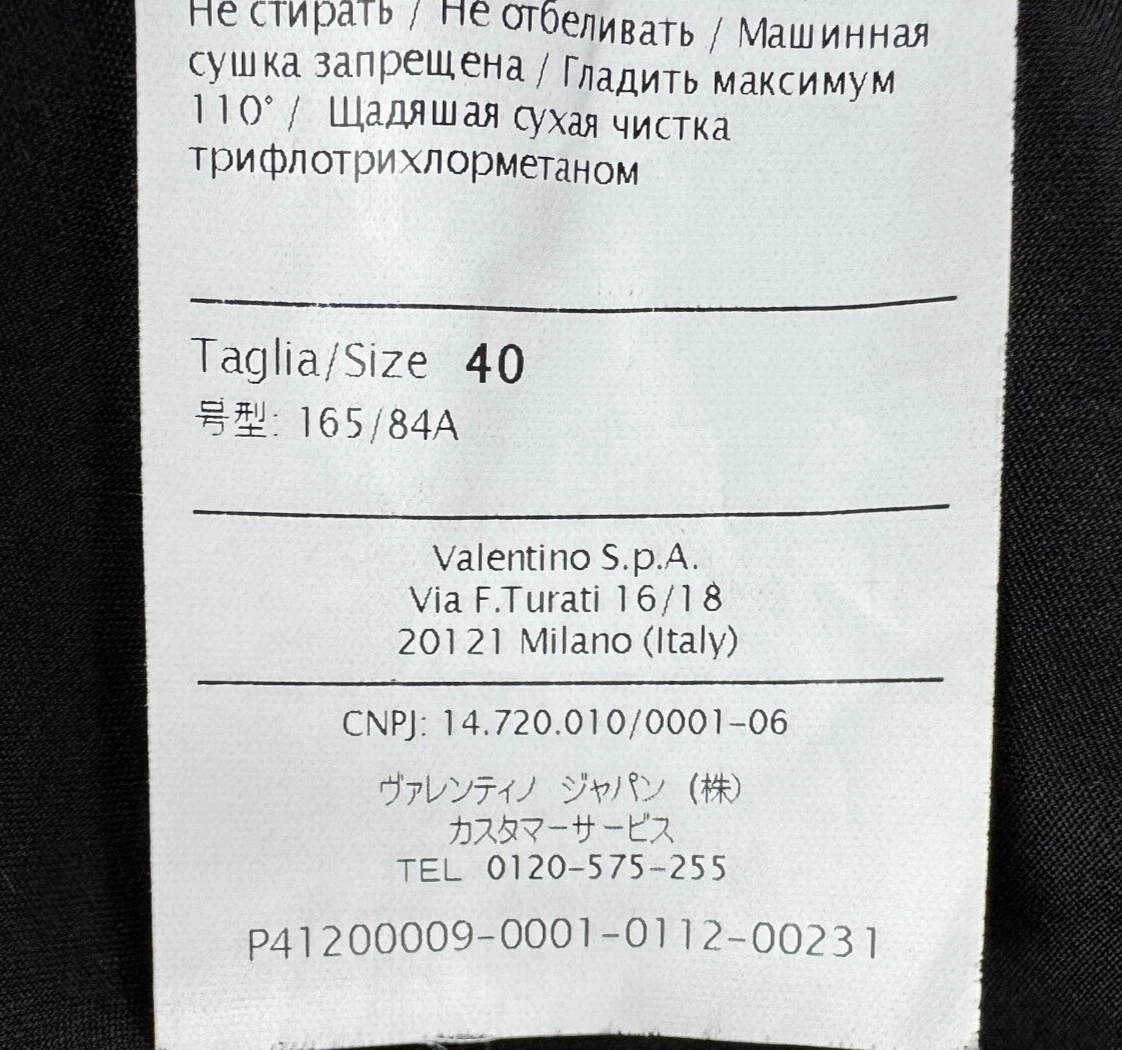 Не стирать / Не отбеливать / Машинная
сушка запрещена / Гладить максимум
110° / Щадяшая сухая чистка
трифлотрихлорметаном
Taglia/Size 40
号型: 165/84A
Valentino S.p.A.
Via F.Turati 16/18
20121 Milano (Italy)
CNPJ: 14.720.010/0001-06
ヴァレンティノ ジャパン (株)
カスタマーサービス
TEL 0120-575-255
P41200009-0001-0112-00231